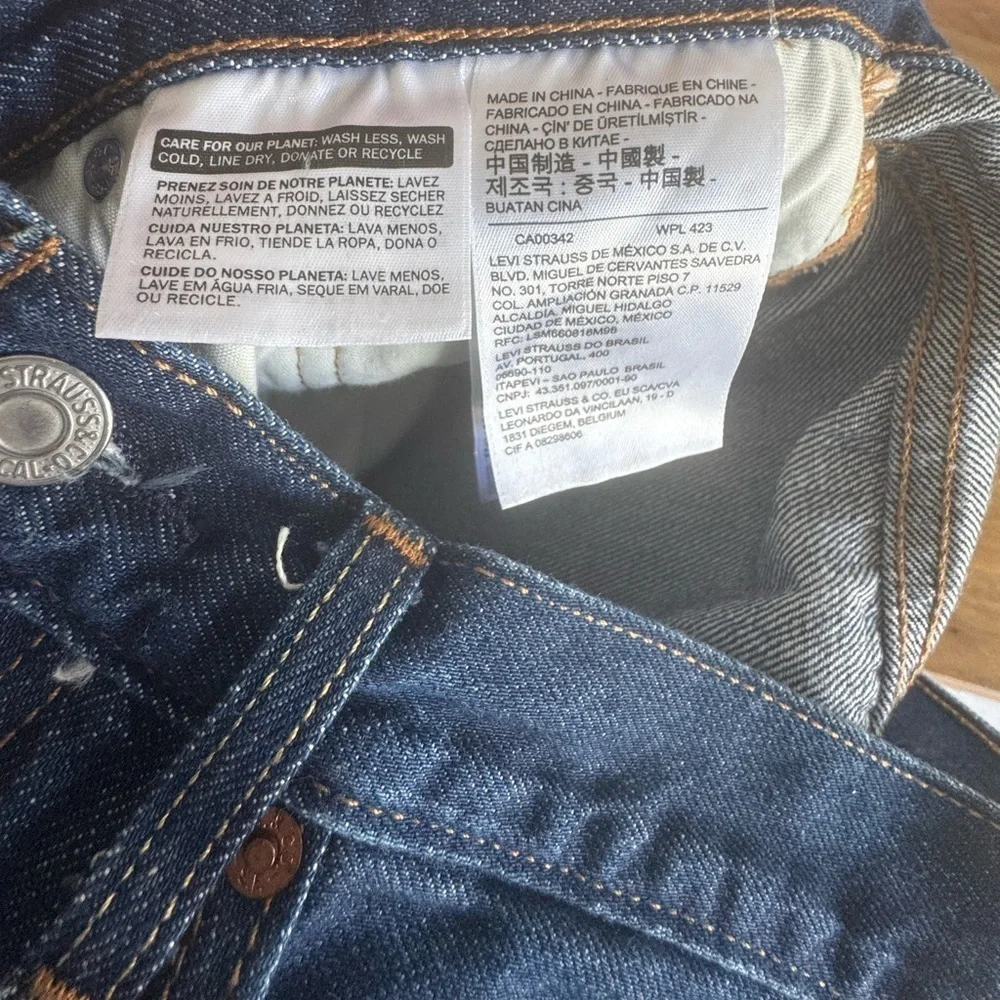 CARE FOR OUR PLANET: WASH LESS, WASH
COLD, LINE DRY, DONATE OR RECYCLE
PRENEZ SOIN DE NOTRE PLANETE: LAVEZ
MOINS, LAVEZ A FROID, LAISSEZ SECHER
NATURELLEMENT, DONNEZ OU RECYCLEZ
CUIDA NUESTRO PLANETA: LAVA MENOS,
LAVA EN FRIO, TIENDE LA ROPA, DONA O
RECICLA.
CUIDE DO NOSSO PLANETA: LAVE MENOS,
LAVE EM ÁGUA FRIA, SEQUE EM VARAL, DOE
OU RECICLE.
MADE IN CHINA - FABRIQUE EN CHINE -
FABRICADO EN CHINA - FABRICADO NA
CHINA - ÇİN' DE ÜRETİLMİŞTİR -
СДЕЛАНО В КИТАЕ -
中国制造 - 中國製 -
제조국 : 중국 - 中国製 -
BUATAN CINA
CA00342 WPL 423
LEVI STRAUSS DE MÉXICO S.A. DE C.V.
BLVD. MIGUEL DE CERVANTES SAAVEDRA
NO. 301, TORRE NORTE PISO 7
COL. AMPLIACIÓN GRANADA C.P. 11529
ALCALDÍA. MIGUEL HIDALGO
CIUDAD DE MÉXICO, MÉXICO
RFC: LSM660816M98
LEVI STRAUSS DO BRASIL
AV. PORTUGAL, 400
06690-110
ITAPEVI – SAO PAULO BRASIL
CNPJ: 43.361.097/0001-90
LEVI STRAUSS & CO. EU SCA/CVA
LEONARDO DA VINCILAAN, 19 - D
1831 DIEGEM, BELGIUM
CIF A 08298606
STRAUSS & CO
CAL